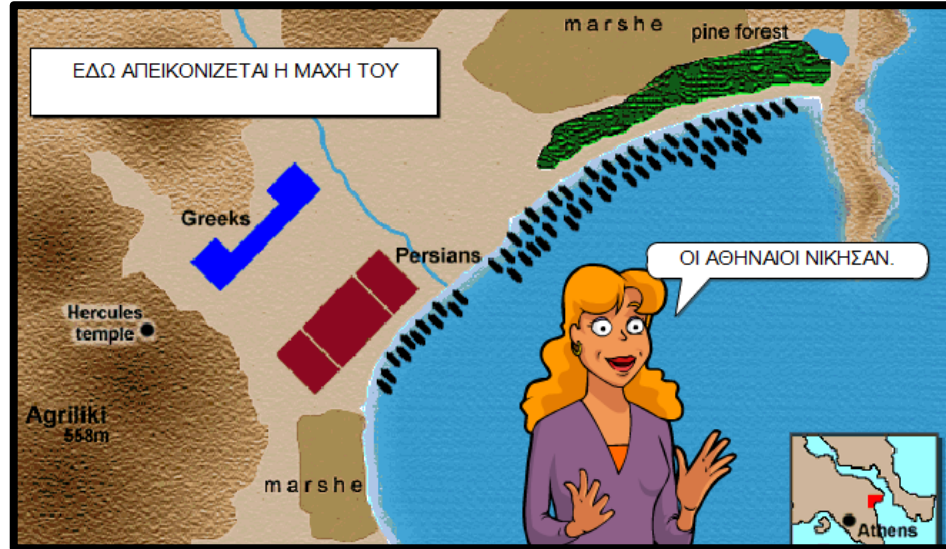 marshe
pine forest
ΕΔΩ ΑΠΕΙΚΟΝΙΖΕΤΑΙ Η ΜΑΧΗ ΤΟΥ
Greeks
Persians
ΟΙ ΑΘΗΝΑΙΟΙ ΝΙΚΗΣΑΝ.
Hercules
temple
Agriliki
558m
marshe
Athens